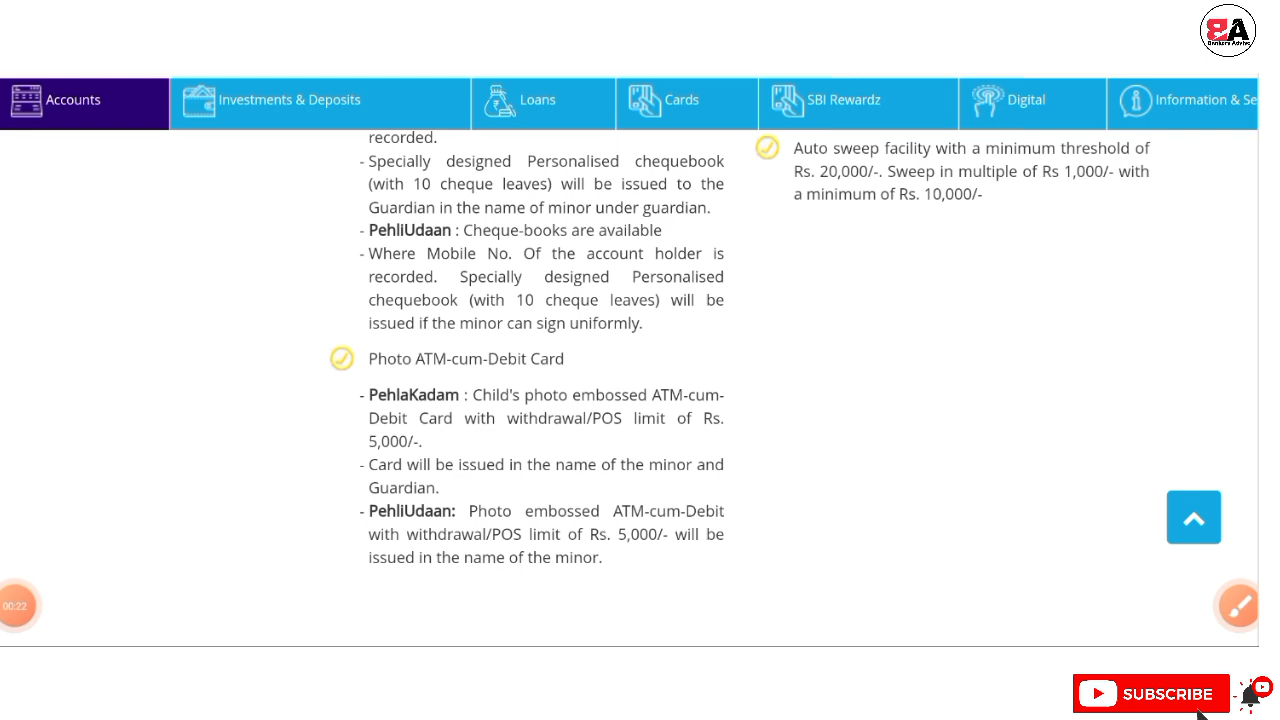 BA
Bankers Advise
Accounts
Investments & Deposits
Loans
Cards
SBI Rewardz
Digital
Information & Se
recorded.
- Specially designed Personalised chequebook
(with 10 cheque leaves) will be issued to the
Guardian in the name of minor under guardian.
- PehliUdaan : Cheque-books are available
- Where Mobile No. Of the account holder is
recorded. Specially designed Personalised
chequebook (with 10 cheque leaves) will be
issued if the minor can sign uniformly.
Photo ATM-cum-Debit Card
- PehlaKadam : Child's photo embossed ATM-cum-
Debit Card with withdrawal/POS limit of Rs.
5,000/-.
- Card will be issued in the name of the minor and
Guardian.
- PehliUdaan: Photo embossed ATM-cum-Debit
with withdrawal/POS limit of Rs. 5,000/- will be
issued in the name of the minor.
Auto sweep facility with a minimum threshold of
Rs. 20,000/-. Sweep in multiple of Rs 1,000/- with
a minimum of Rs. 10,000/-
00:22
SUBSCRIBE